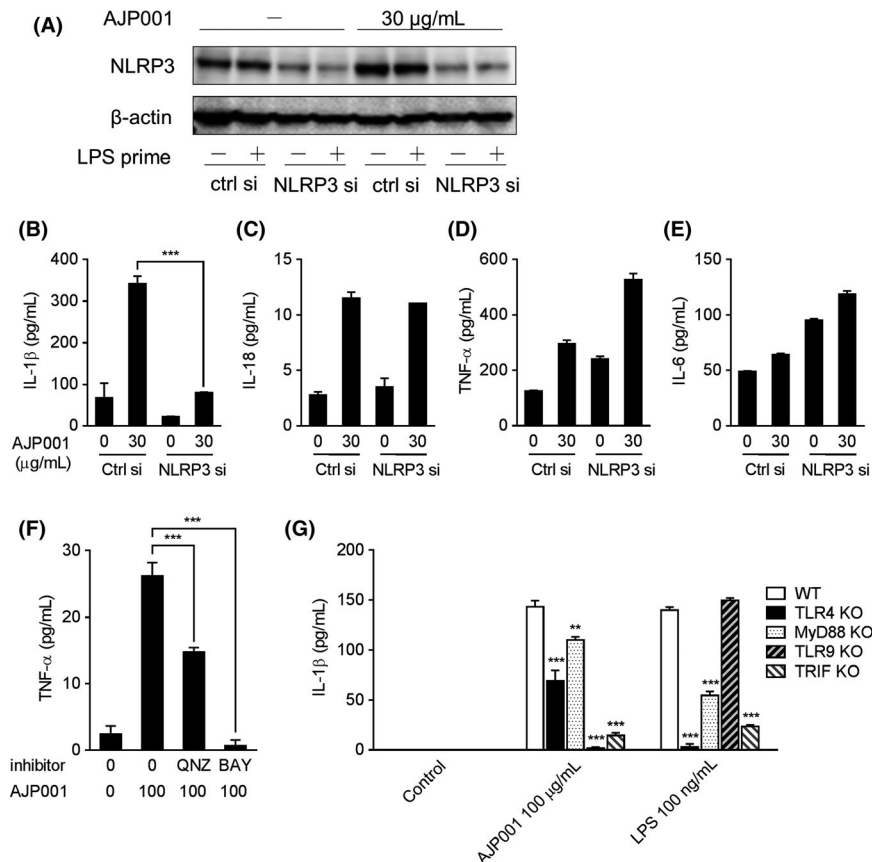 (A)
AJP001 – 30 µg/mL
NLRP3
β-actin
LPS prime – + – + – + – +
ctrl si NLRP3 si ctrl si NLRP3 si
(B)
***
IL-1β (pg/mL)
400
300
200
100
0
AJP001 0 30 0 30
(µg/mL) Ctrl si NLRP3 si
(C)
IL-18 (pg/mL)
15
10
5
0
0 30 0 30
Ctrl si NLRP3 si
(D)
TNF-α (pg/mL)
600
400
200
0
0 30 0 30
Ctrl si NLRP3 si
(E)
IL-6 (pg/mL)
150
100
50
0
0 30 0 30
Ctrl si NLRP3 si
(F)
***
***
TNF-α (pg/mL)
30
20
10
0
inhibitor 0 0 QNZ BAY
AJP001 0 100 100 100
(G)
IL-1β (pg/mL)
200
150
100
50
0
*** ** *** ***
*** *** ***
Control
AJP001 100 µg/mL
LPS 100 ng/mL
WT
TLR4 KO
MyD88 KO
TLR9 KO
TRIF KO